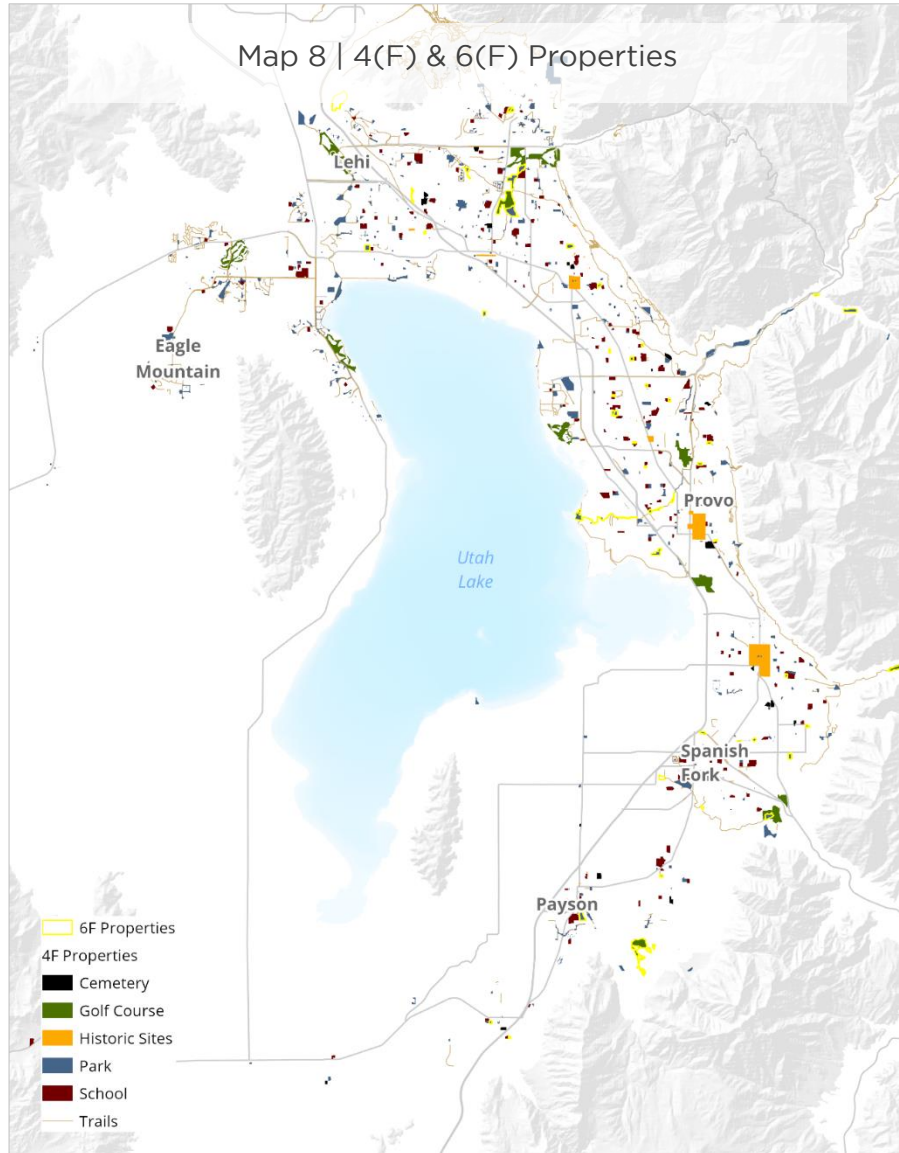 Map 8 | 4(F) & 6(F) Properties
Lehi
Eagle
Mountain
Provo
Utah
Lake
Spanish
Fork
Payson
6F Properties
4F Properties
Cemetery
Golf Course
Historic Sites
Park
School
Trails